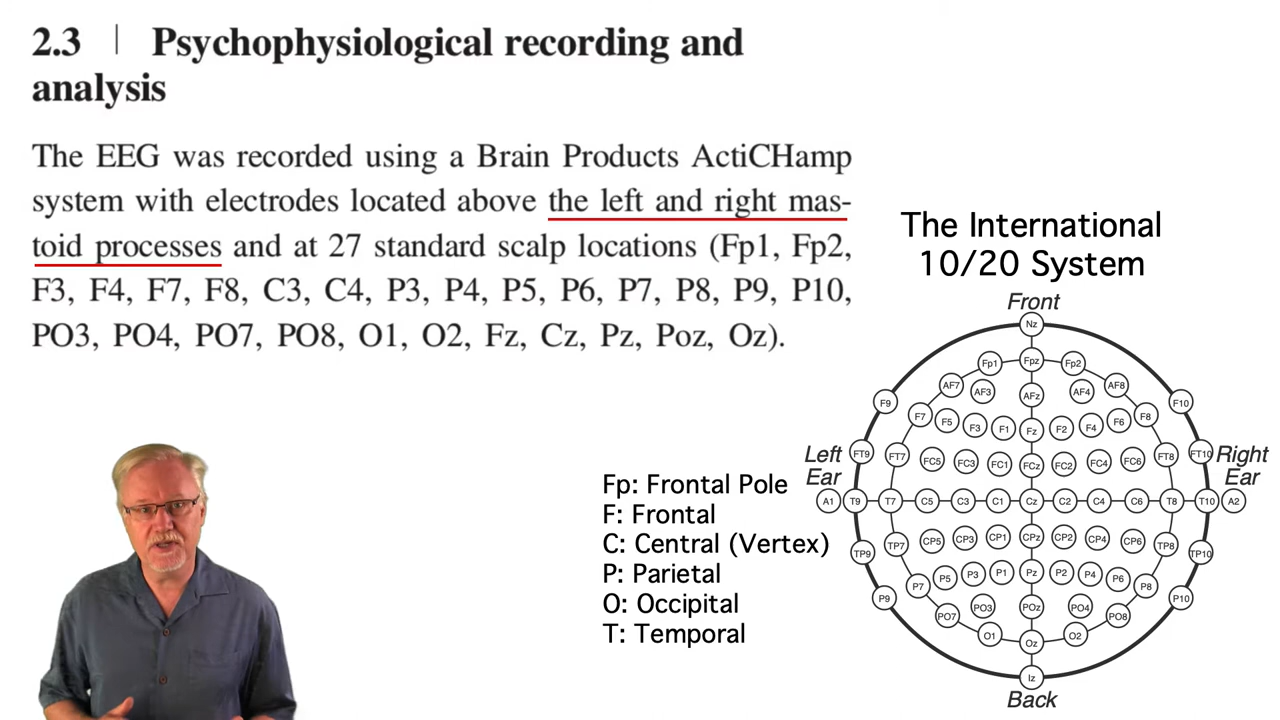 2.3 | Psychophysiological recording and
analysis
The EEG was recorded using a Brain Products ActiCHamp
system with electrodes located above the left and right mas-
toid processes and at 27 standard scalp locations (Fp1, Fp2,
F3, F4, F7, F8, C3, C4, P3, P4, P5, P6, P7, P8, P9, P10,
PO3, PO4, PO7, PO8, O1, O2, Fz, Cz, Pz, Poz, Oz).
The International
10/20 System
Fp: Frontal Pole
F: Frontal
C: Central (Vertex)
P: Parietal
O: Occipital
T: Temporal
Front
Nz
Fp1 Fpz Fp2
AF7 AF3 AFz AF4 AF8
F9 F7 F5 F3 F1 Fz F2 F4 F6 F8 F10
Left
Ear
FT9 FT7 FC5 FC3 FC1 FCz FC2 FC4 FC6 FT8 FT10
Right
Ear
A1 T9 T7 C5 C3 C1 Cz C2 C4 C6 T8 T10 A2
TP9 TP7 CP5 CP3 CP1 CPz CP2 CP4 CP6 TP8 TP10
P9 P7 P5 P3 P1 Pz P2 P4 P6 P8 P10
PO7 PO3 POz PO4 PO8
O1 Oz O2
Iz
Back